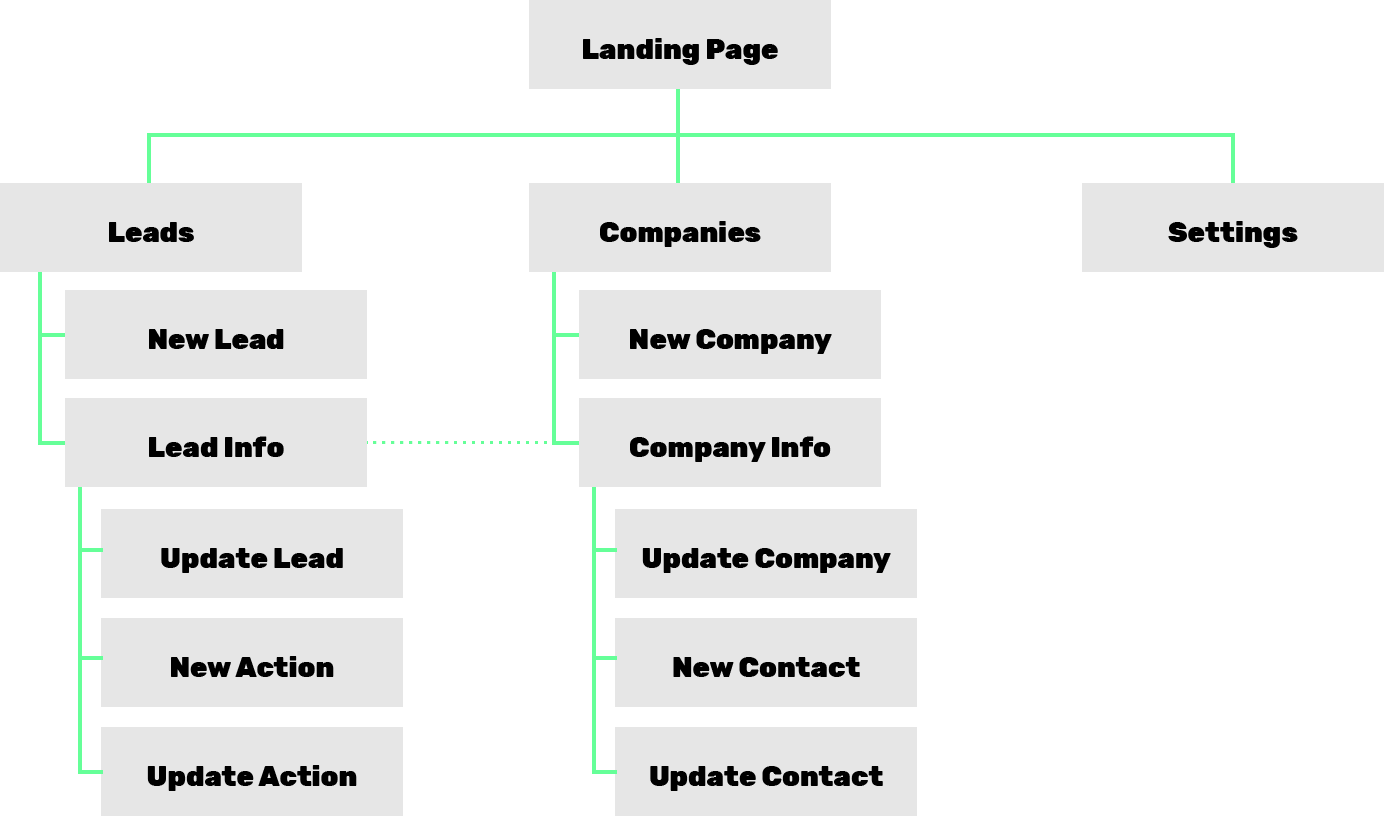 Landing Page
Leads
Companies
Settings
New Lead
New Company
Lead Info
Company Info
Update Lead
Update Company
New Action
New Contact
Update Action
Update Contact